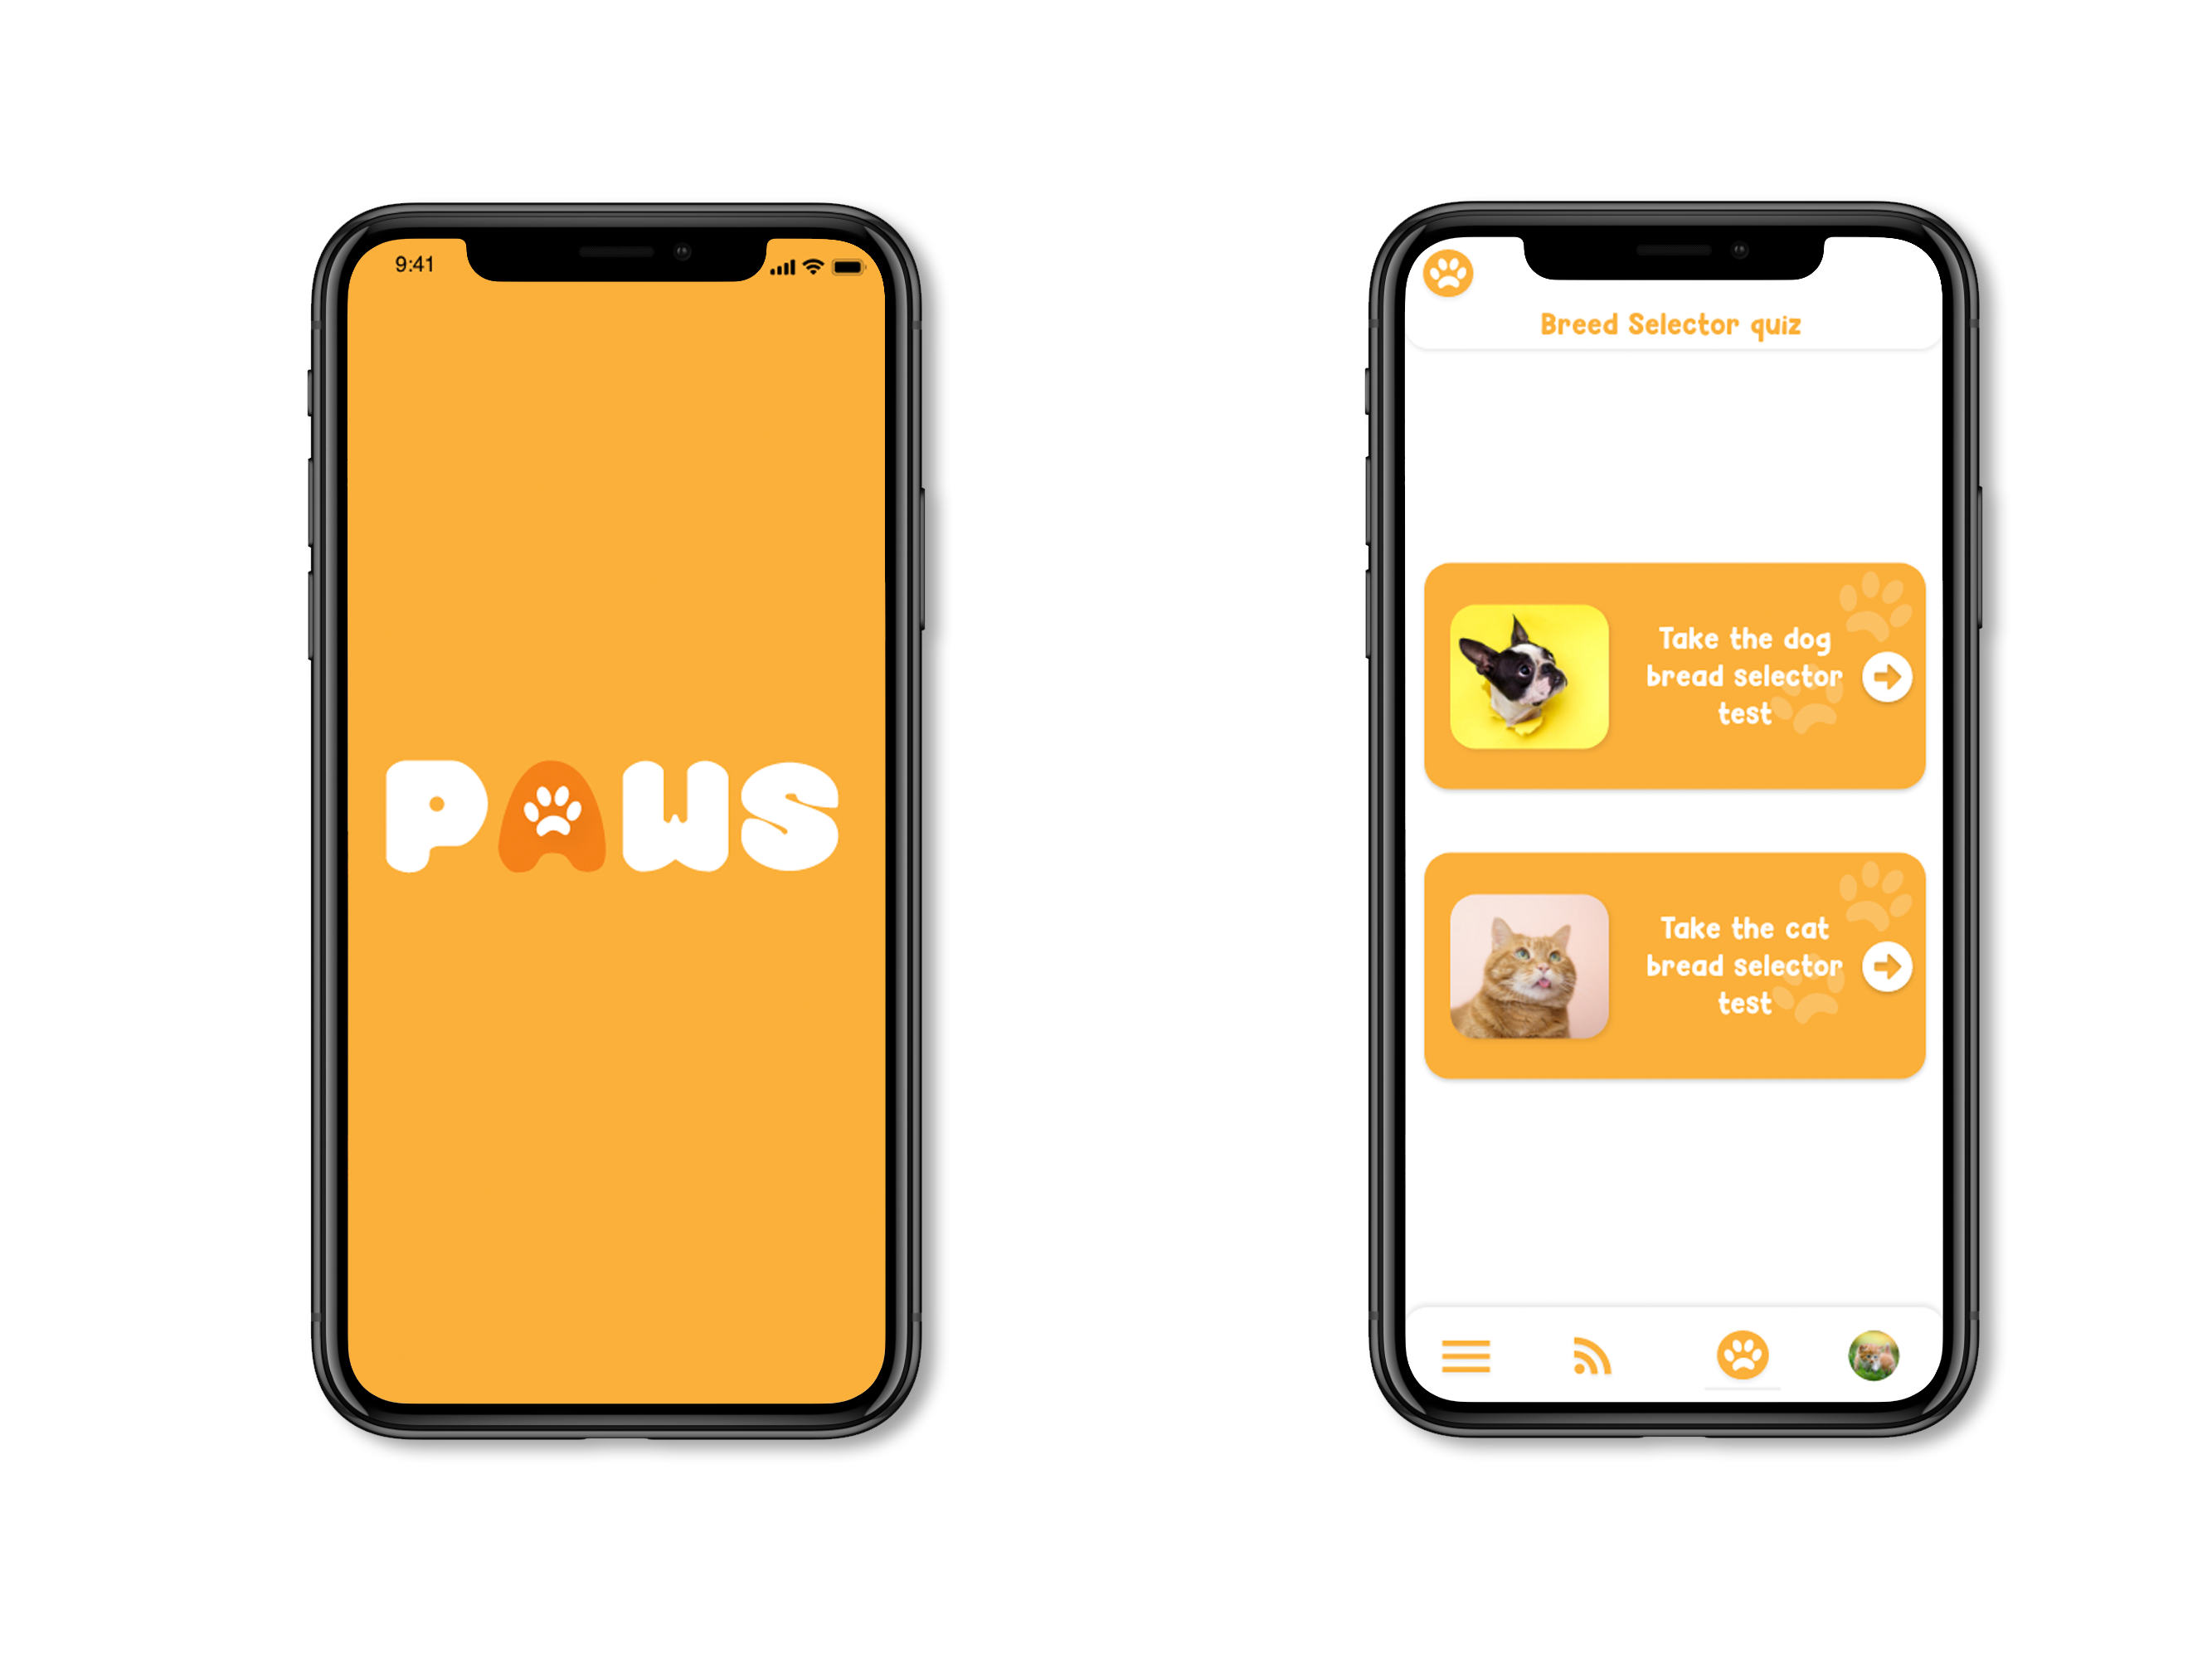 9:41
PAWS
Breed Selector quiz
Take the dog
bread selector
test
Take the cat
bread selector
test